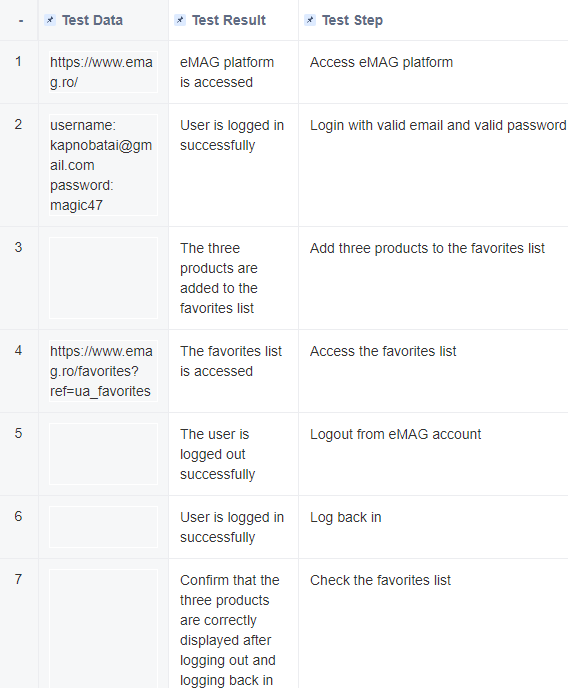 - Test Data Test Result Test Step
1 https://www.ema eMAG platform Access eMAG platform
g.ro/ is accessed
2 username: User is logged in Login with valid email and valid password
kapnobatai@gm successfully
ail.com
password:
magic47
3 The three Add three products to the favorites list
products are
added to the
favorites list
4 https://www.ema The favorites list Access the favorites list
g.ro/favorites? is accessed
ref=ua_favorites
5 The user is Logout from eMAG account
logged out
successfully
6 User is logged in Log back in
successfully
7 Confirm that the Check the favorites list
three products
are correctly
displayed after
logging out and
logging back in